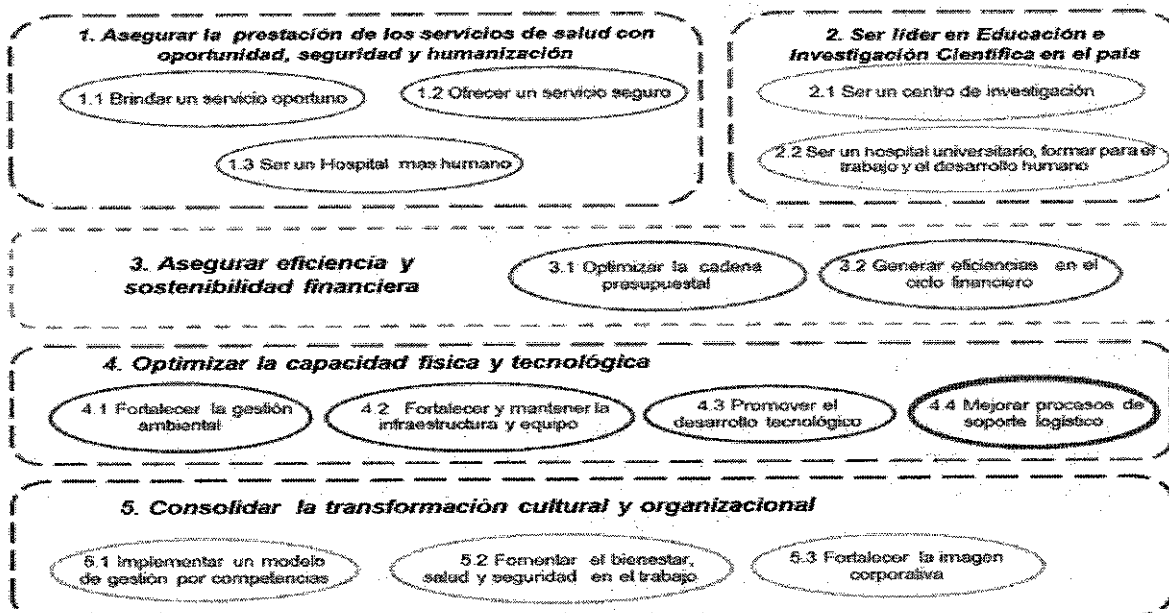 1. Asegurar la prestación de los servicios de salud con
oportunidad, seguridad y humanización
1.1 Brindar un servicio oportuno
1.2 Ofrecer un servicio seguro
1.3 Ser un Hospital mas humano
2. Ser líder en Educación e
Investigación Científica en el país
2.1 Ser un centro de investigación
2.2 Ser un hospital universitario, formar para el
trabajo y el desarrollo humano
3. Asegurar eficiencia y
sostenibilidad financiera
3.1 Optimizar la cadena
presupuestal
3.2 Generar eficiencias en el
ciclo financiero
4. Optimizar la capacidad física y tecnológica
4.1 Fortalecer la gestión
ambiental
4.2 Fortalecer y mantener la
infraestructura y equipo
4.3 Promover el
desarrollo tecnológico
4.4 Mejorar procesos de
soporte logístico
5. Consolidar la transformación cultural y organizacional
5.1 Implementar un modelo
de gestión por competencias
5.2 Fomentar el bienestar,
salud y seguridad en el trabajo
5.3 Fortalecer la imagen
corporativa